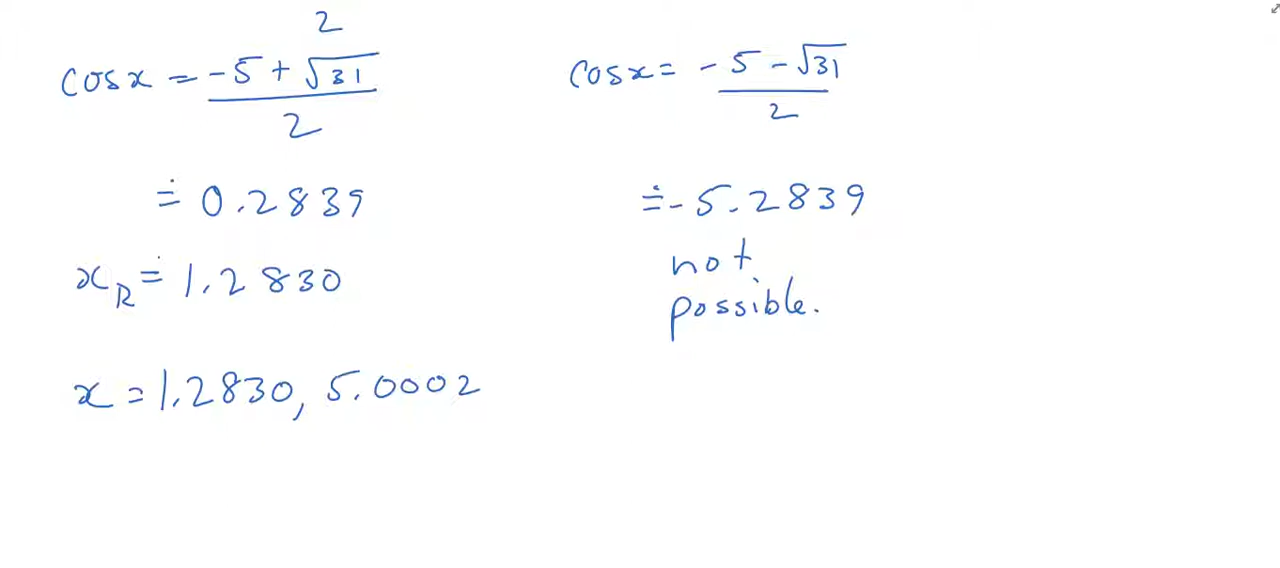 2
cos x = (-5 + √31)/2
≐ 0.2839
x_R ≐ 1.2830
x = 1.2830, 5.0002
cos x = (-5 - √31)/2
≐ -5.2839
not
possible.